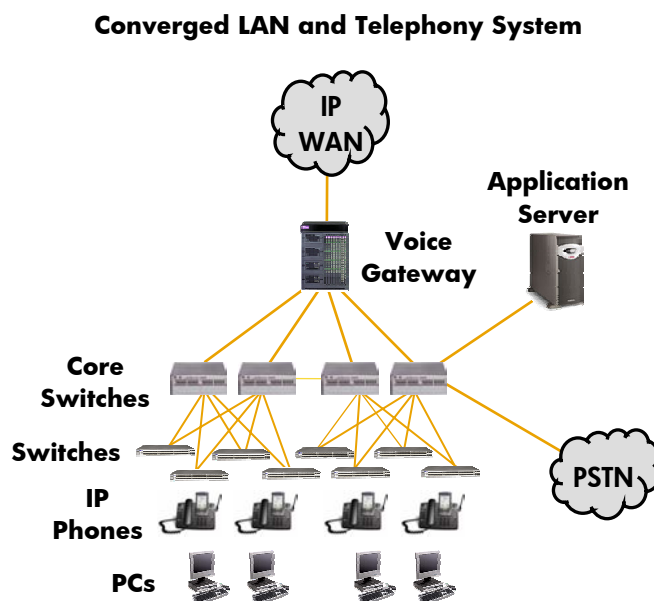 Converged LAN and Telephony System
IP
WAN
Application
Server
Voice
Gateway
Core
Switches
Switches
PSTN
IP
Phones
PCs